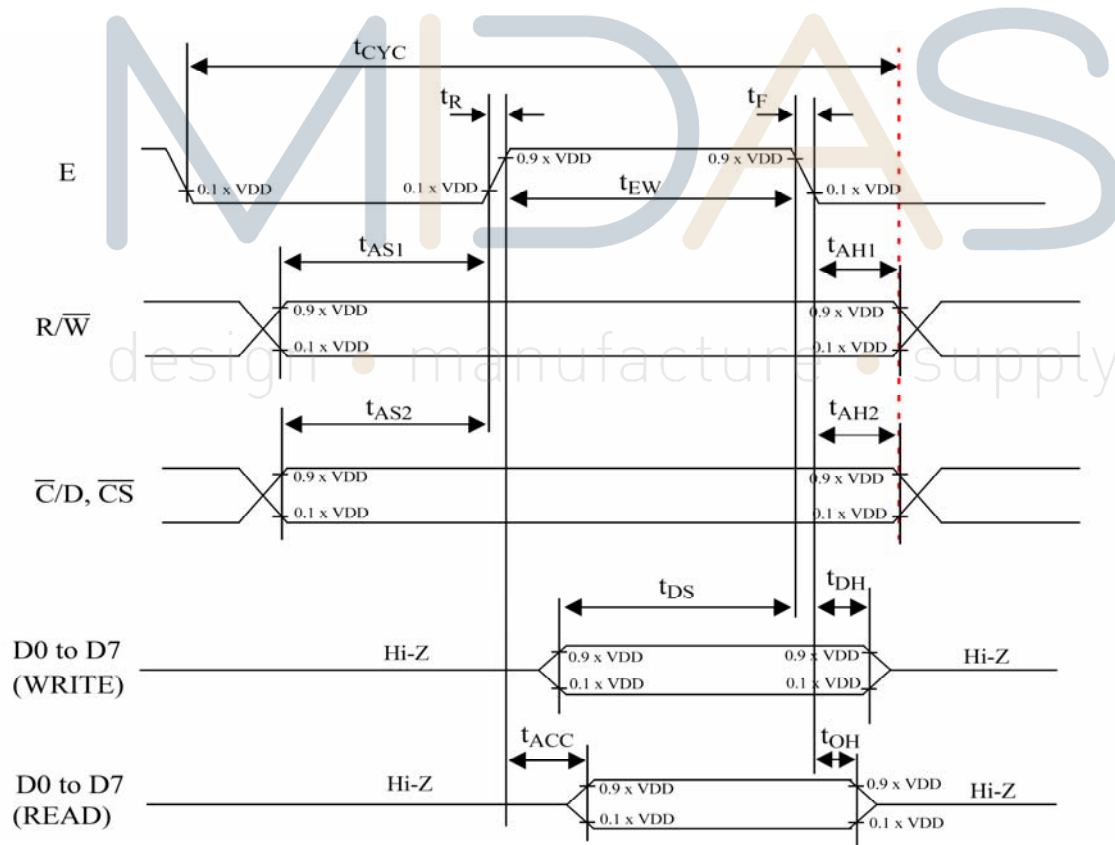 MIDAS
design • manufacture • supply
tCYC
tR
tF
E
0.9 x VDD
0.9 x VDD
0.1 x VDD
0.1 x VDD
0.1 x VDD
tEW
tAS1
tAH1
R/W̅
0.9 x VDD
0.9 x VDD
0.1 x VDD
0.1 x VDD
tAS2
tAH2
C̅/D, C̅S̅
0.9 x VDD
0.9 x VDD
0.1 x VDD
0.1 x VDD
tDS
tDH
D0 to D7
(WRITE)
Hi-Z
0.9 x VDD
0.9 x VDD
Hi-Z
0.1 x VDD
0.1 x VDD
tACC
tOH
D0 to D7
(READ)
Hi-Z
0.9 x VDD
0.9 x VDD
Hi-Z
0.1 x VDD
0.1 x VDD